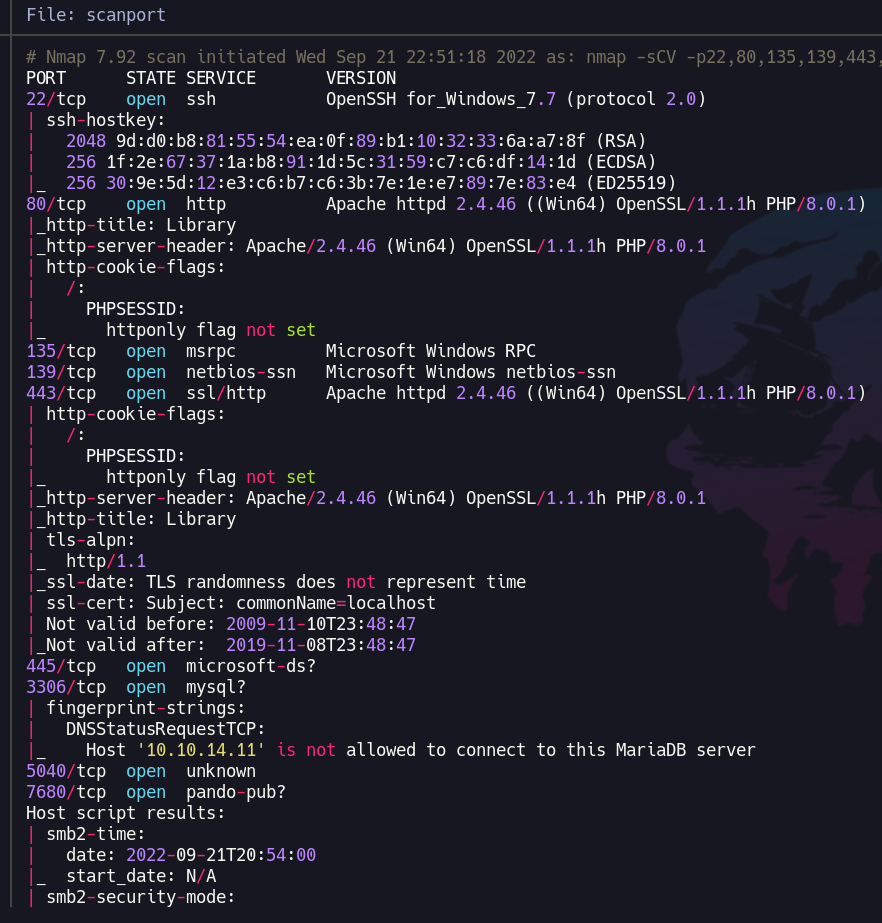 File: scanport
# Nmap 7.92 scan initiated Wed Sep 21 22:51:18 2022 as: nmap -sCV -p22,80,135,139,443,
PORT      STATE SERVICE       VERSION
22/tcp    open  ssh           OpenSSH for_Windows_7.7 (protocol 2.0)
| ssh-hostkey:
|   2048 9d:d0:b8:81:55:54:ea:0f:89:b1:10:32:33:6a:a7:8f (RSA)
|   256 1f:2e:67:37:1a:b8:91:1d:5c:31:59:c7:c6:df:14:1d (ECDSA)
|_  256 30:9e:5d:12:e3:c6:b7:c6:3b:7e:1e:e7:89:7e:83:e4 (ED25519)
80/tcp    open  http          Apache httpd 2.4.46 ((Win64) OpenSSL/1.1.1h PHP/8.0.1)
|_http-title: Library
|_http-server-header: Apache/2.4.46 (Win64) OpenSSL/1.1.1h PHP/8.0.1
| http-cookie-flags:
|   /:
|     PHPSESSID:
|_      httponly flag not set
135/tcp   open  msrpc         Microsoft Windows RPC
139/tcp   open  netbios-ssn   Microsoft Windows netbios-ssn
443/tcp   open  ssl/http      Apache httpd 2.4.46 ((Win64) OpenSSL/1.1.1h PHP/8.0.1)
| http-cookie-flags:
|   /:
|     PHPSESSID:
|_      httponly flag not set
|_http-server-header: Apache/2.4.46 (Win64) OpenSSL/1.1.1h PHP/8.0.1
|_http-title: Library
| tls-alpn:
|_  http/1.1
|_ssl-date: TLS randomness does not represent time
| ssl-cert: Subject: commonName=localhost
| Not valid before: 2009-11-10T23:48:47
|_Not valid after:  2019-11-08T23:48:47
445/tcp   open  microsoft-ds?
3306/tcp  open  mysql?
| fingerprint-strings:
|   DNSStatusRequestTCP:
|_    Host '10.10.14.11' is not allowed to connect to this MariaDB server
5040/tcp  open  unknown
7680/tcp  open  pando-pub?
Host script results:
| smb2-time:
|   date: 2022-09-21T20:54:00
|_  start_date: N/A
| smb2-security-mode: